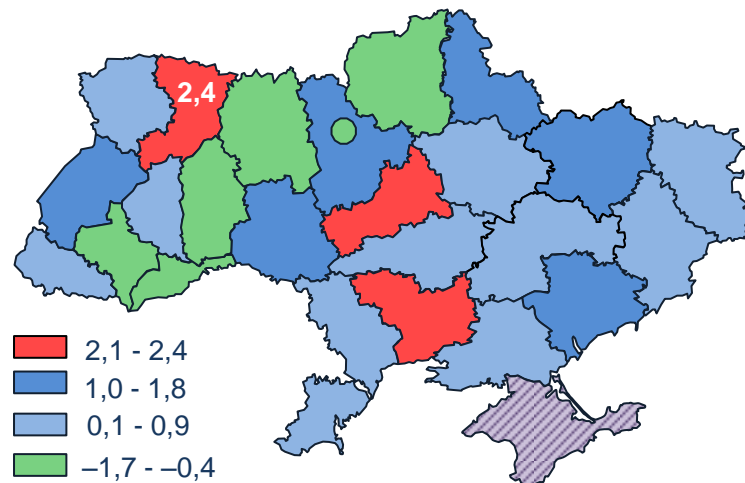 2,4
2,1 - 2,4
1,0 - 1,8
0,1 - 0,9
–1,7 - –0,4